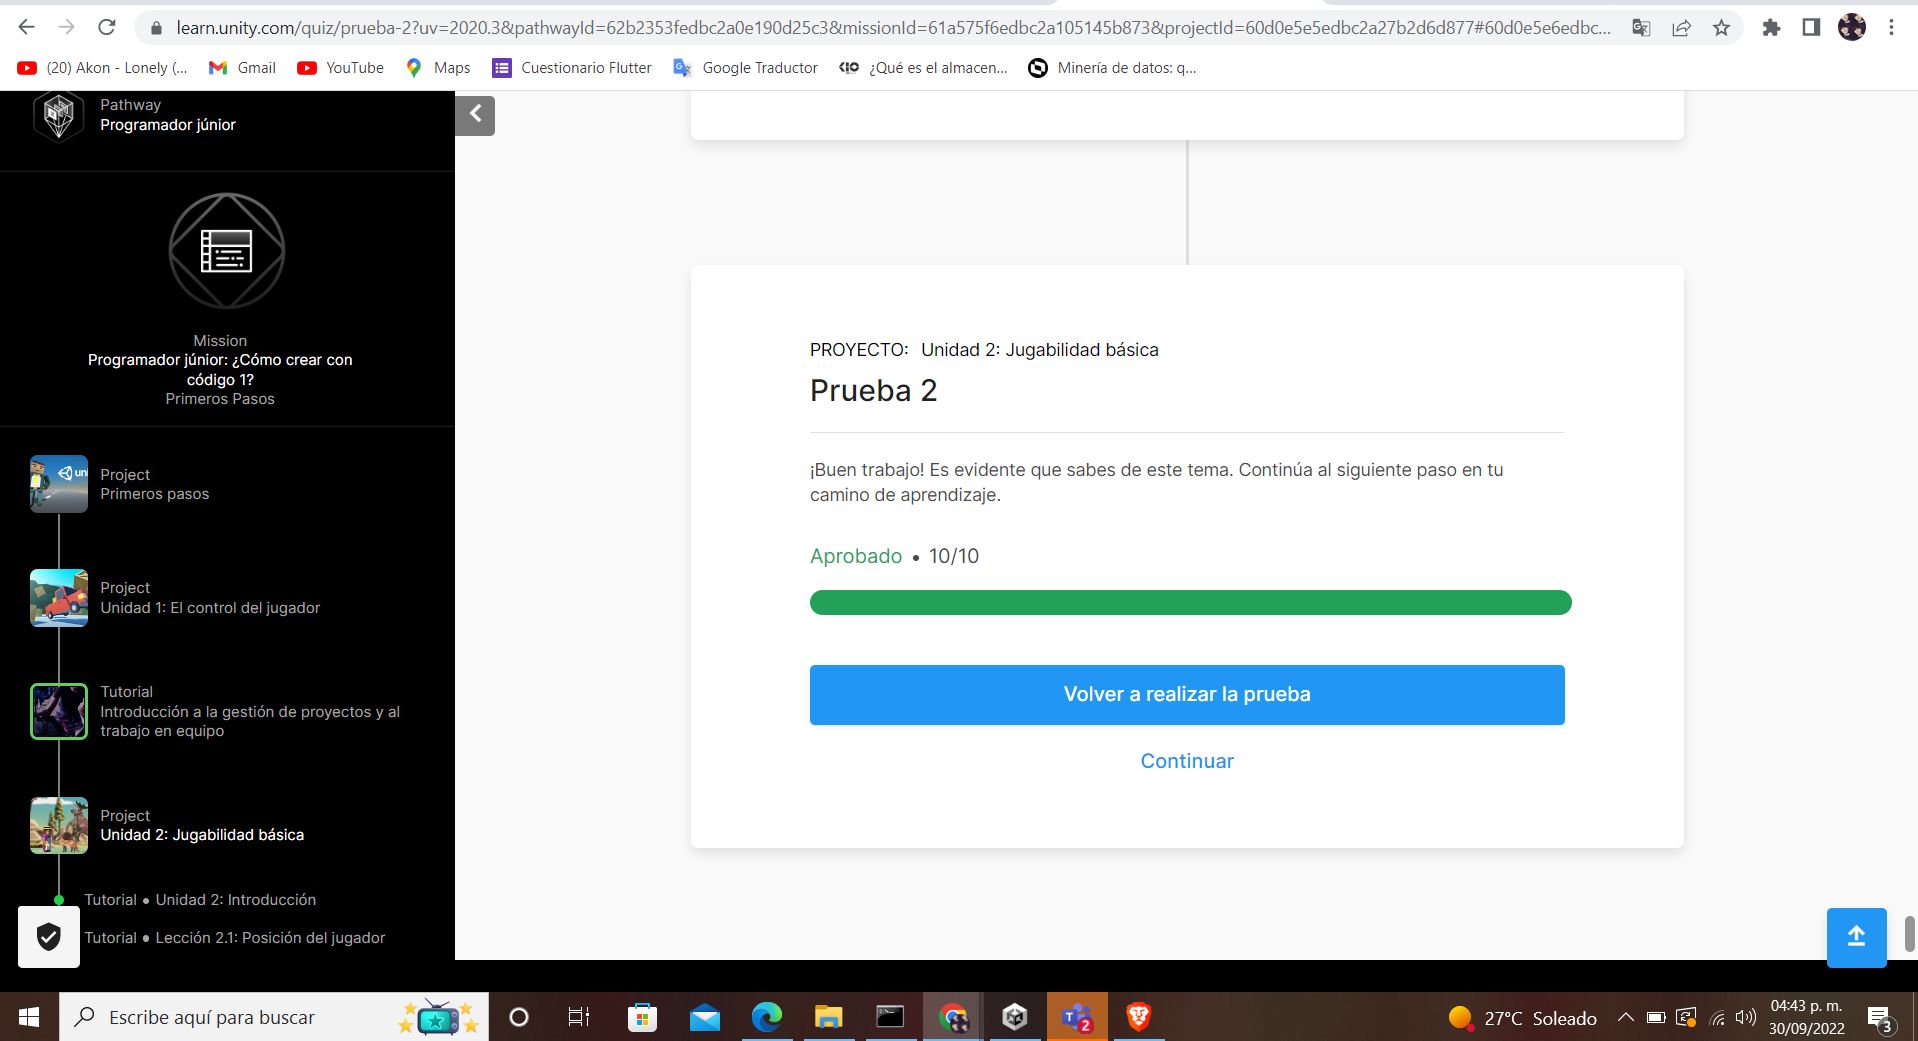 learn.unity.com/quiz/prueba-2?uv=2020.3&pathwayId=62b2353fedbc2a0e190d25c3&missionId=61a575f6edbc2a105145b873&projectId=60d0e5e5edbc2a27b2d6d877#60d0e5e6edbc...
(20) Akon - Lonely (...
Gmail
YouTube
Maps
Cuestionario Flutter
Google Traductor
KIO
¿Qué es el almacen...
Minería de datos: q...
Pathway
Programador júnior
Mission
Programador júnior: ¿Cómo crear con
código 1?
Primeros Pasos
Project
Primeros pasos
Project
Unidad 1: El control del jugador
Tutorial
Introducción a la gestión de proyectos y al
trabajo en equipo
Project
Unidad 2: Jugabilidad básica
Tutorial • Unidad 2: Introducción
Tutorial • Lección 2.1: Posición del jugador
PROYECTO: Unidad 2: Jugabilidad básica
Prueba 2
¡Buen trabajo! Es evidente que sabes de este tema. Continúa al siguiente paso en tu
camino de aprendizaje.
Aprobado • 10/10
Volver a realizar la prueba
Continuar
Escribe aquí para buscar
2
27°C Soleado
04:43 p. m.
30/09/2022
3